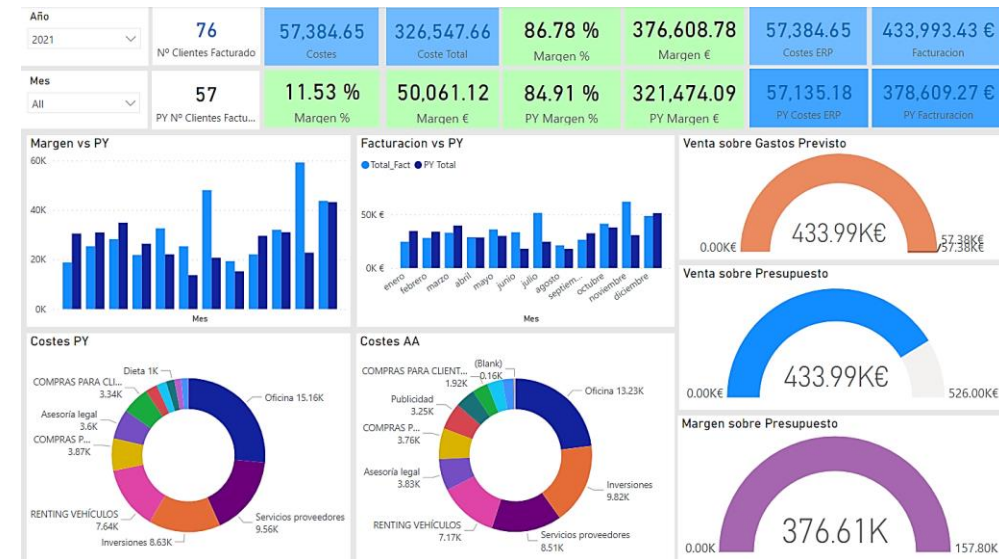 Año
2021
Mes
All
76
Nº Clientes Facturado
57,384.65
Costes
326,547.66
Coste Total
86.78 %
Margen %
376,608.78
Margen €
57,384.65
Costes ERP
433,993.43 €
Facturacion
57
PY Nº Clientes Factu...
11.53 %
Margen %
50,061.12
Margen €
84.91 %
PY Margen %
321,474.09
PY Margen €
57,135.18
PY Costes ERP
378,609.27 €
PY Factruracion
Margen vs PY
60K
40K
20K
0K
Mes
Facturacion vs PY
Total_Fact PY Total
50K €
0K €
enero
febrero
marzo
abril
mayo
junio
julio
agosto
septiem...
octubre
noviembre
diciembre
Mes
Venta sobre Gastos Previsto
433.99K€
0.00K€
57.38K€
57.38K€
Venta sobre Presupuesto
433.99K€
0.00K€
526.00K€
Margen sobre Presupuesto
376.61K
0.00K
157.80K
Costes PY
Dieta 1K
COMPRAS PARA CLI...
3.34K
Asesoría legal
3.6K
COMPRAS P...
3.87K
RENTING VEHÍCULOS
7.64K
Inversiones 8.63K
Servicios proveedores
9.56K
Oficina 15.16K
Costes AA
(Blank)
0.16K
COMPRAS PARA CLIENT...
1.92K
Publicidad
3.25K
COMPRAS P...
3.76K
Asesoría legal
3.83K
RENTING VEHÍCULOS
7.17K
Servicios proveedores
8.51K
Inversiones
9.82K
Oficina 13.23K